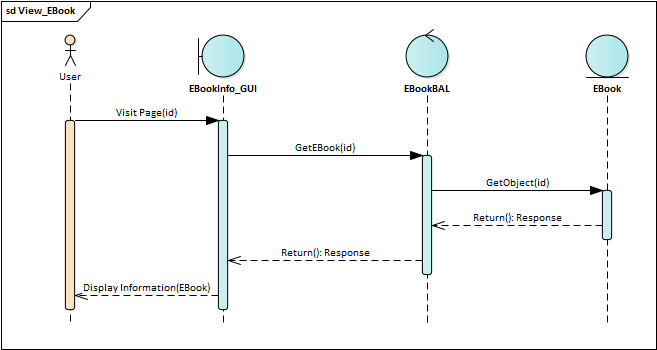 sd View_EBook
User
EBookInfo_GUI
EBookBAL
EBook
Visit Page(id)
GetEBook(id)
GetObject(id)
Return(): Response
Return(): Response
Display Information(EBook)